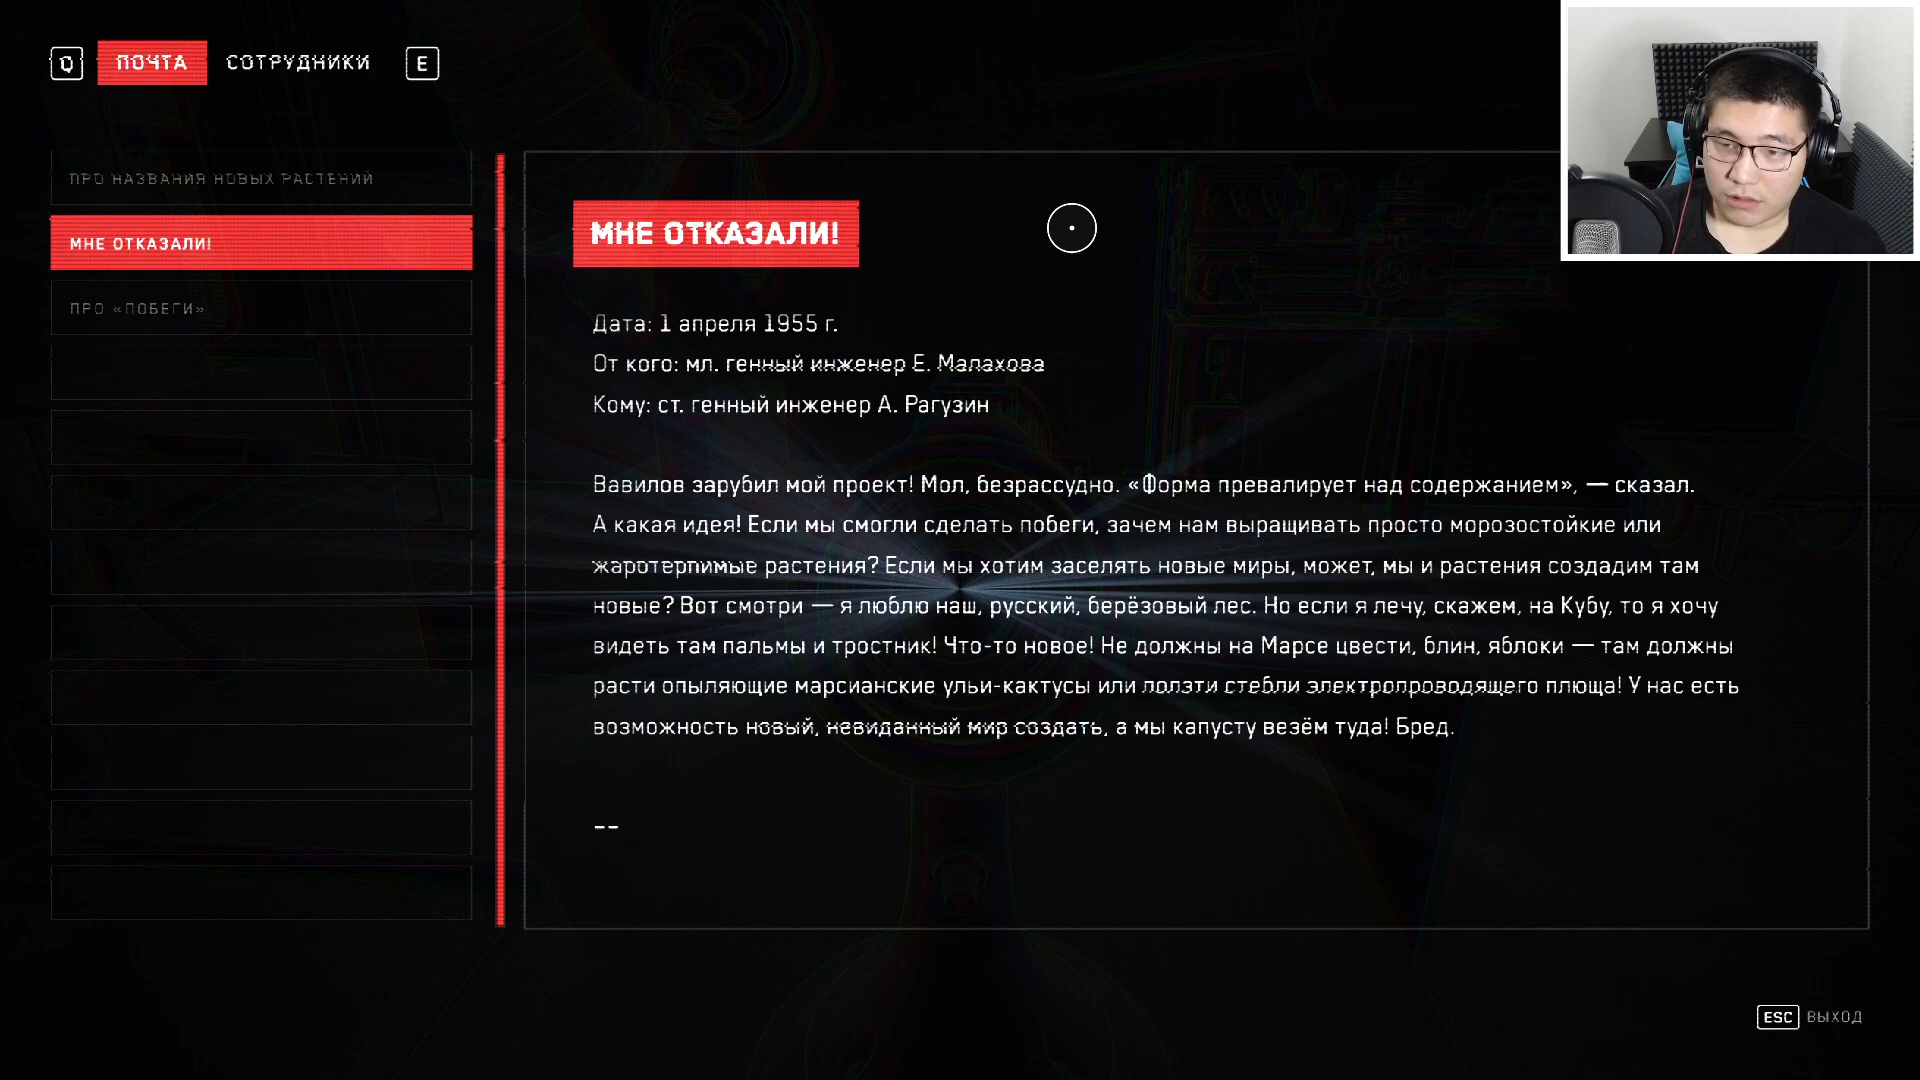 Q ПОЧТА СОТРУДНИКИ E
ПРО НАЗВАНИЯ НОВЫХ РАСТЕНИЙ
МНЕ ОТКАЗАЛИ!
ПРО «ПОБЕГИ»
МНЕ ОТКАЗАЛИ!
Дата: 1 апреля 1955 г.
От кого: мл. генный инженер Е. Малахова
Кому: ст. генный инженер А. Рагузин
Вавилов зарубил мой проект! Мол, безрассудно. «Форма превалирует над содержанием», — сказал.
А какая идея! Если мы смогли сделать побеги, зачем нам выращивать просто морозостойкие или
жаротерпимые растения? Если мы хотим заселять новые миры, может, мы и растения создадим там
новые? Вот смотри — я люблю наш, русский, берёзовый лес. Но если я лечу, скажем, на Кубу, то я хочу
видеть там пальмы и тростник! Что-то новое! Не должны на Марсе цвести, блин, яблоки — там должны
расти опыляющие марсианские ульи-кактусы или ползти стебли электропроводящего плюща! У нас есть
возможность новый, невиданный мир создать, а мы капусту везём туда! Бред.
--
ESC ВЫХОД